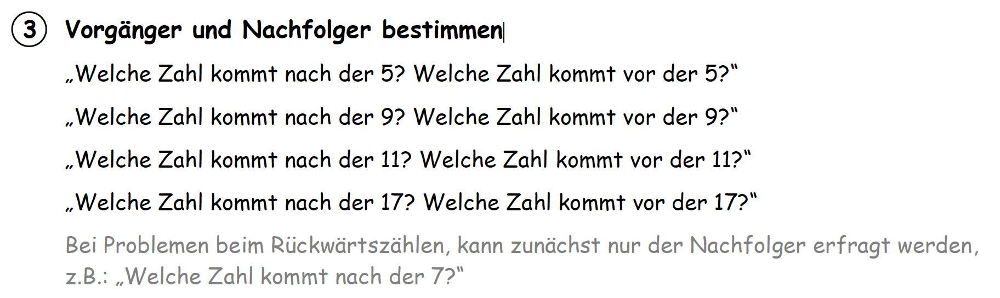 3 Vorgänger und Nachfolger bestimmen
„Welche Zahl kommt nach der 5? Welche Zahl kommt vor der 5?“
„Welche Zahl kommt nach der 9? Welche Zahl kommt vor der 9?“
„Welche Zahl kommt nach der 11? Welche Zahl kommt vor der 11?“
„Welche Zahl kommt nach der 17? Welche Zahl kommt vor der 17?“
Bei Problemen beim Rückwärtszählen, kann zunächst nur der Nachfolger erfragt werden,
z.B.: „Welche Zahl kommt nach der 7?“